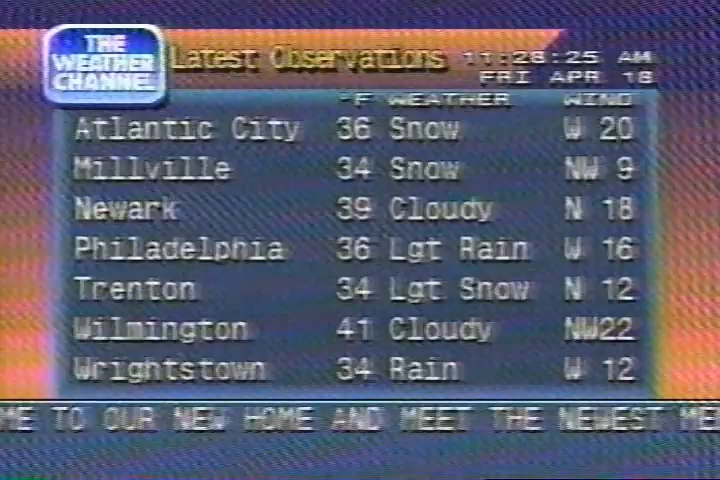 THE
WEATHER
CHANNEL
Latest Observations 11:28:25 AM
FRI APR 18
°F WEATHER WIND
Atlantic City 36 Snow W 20
Millville 34 Snow NW 9
Newark 39 Cloudy N 18
Philadelphia 36 Lgt Rain W 16
Trenton 34 Lgt Snow N 12
Wilmington 41 Cloudy NW22
Wrightstown 34 Rain W 12
ME TO OUR NEW HOME AND MEET THE NEWEST ME